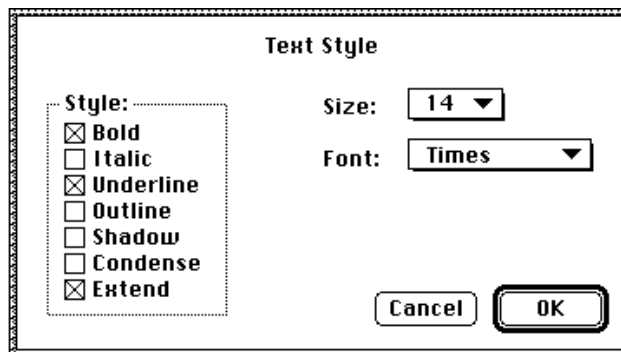 Text Style
Style:
Bold
Italic
Underline
Outline
Shadow
Condense
Extend
Size: 14
Font: Times
Cancel OK